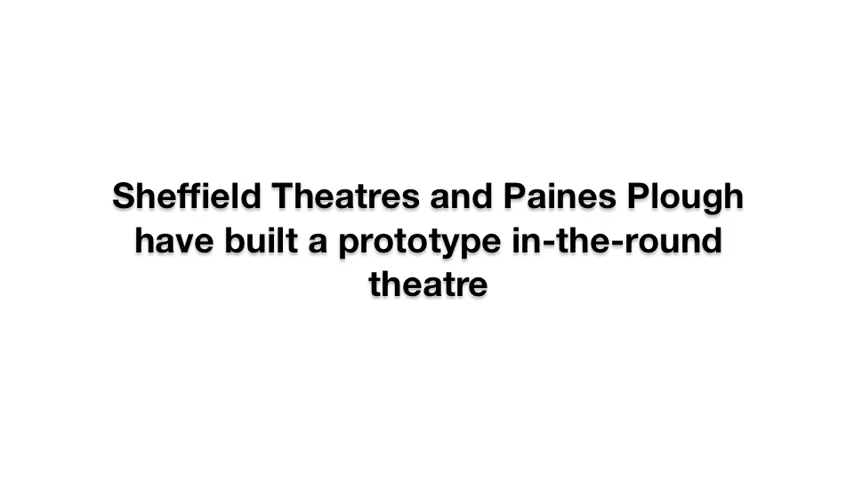 Sheffield Theatres and Paines Plough
have built a prototype in-the-round
theatre